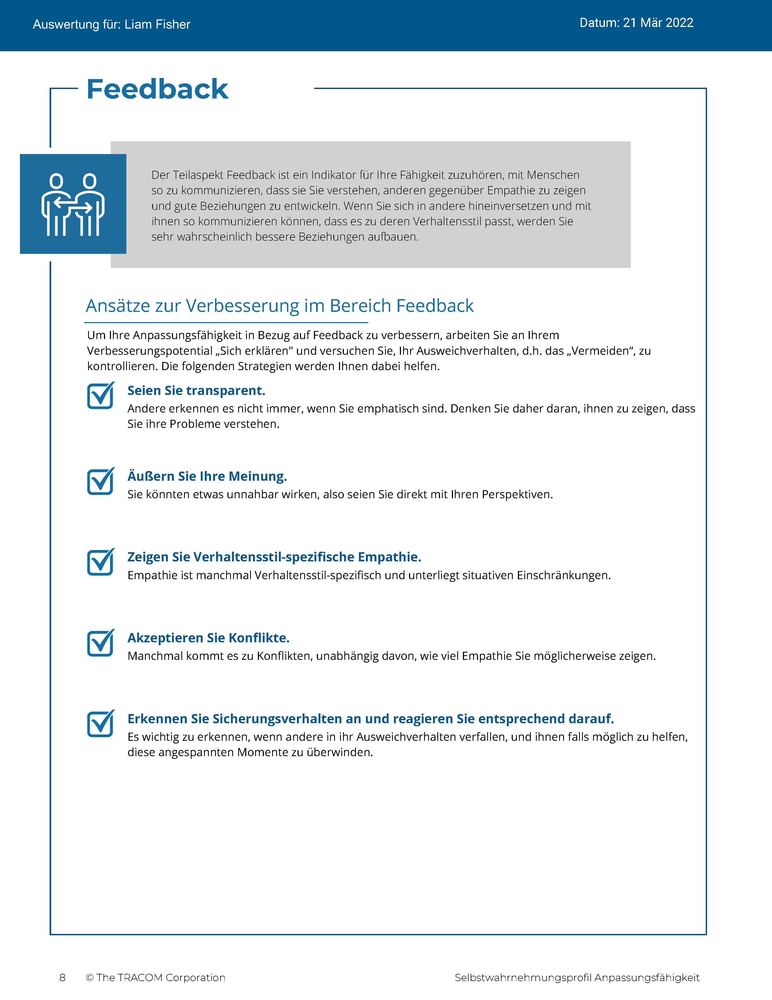 Auswertung für: Liam Fisher
Datum: 21 Mär 2022
Feedback
Der Teilaspekt Feedback ist ein Indikator für Ihre Fähigkeit zuzuhören, mit Menschen
so zu kommunizieren, dass sie Sie verstehen, anderen gegenüber Empathie zu zeigen
und gute Beziehungen zu entwickeln. Wenn Sie sich in andere hineinversetzen und mit
ihnen so kommunizieren können, dass es zu deren Verhaltensstil passt, werden Sie
sehr wahrscheinlich bessere Beziehungen aufbauen.
Ansätze zur Verbesserung im Bereich Feedback
Um Ihre Anpassungsfähigkeit in Bezug auf Feedback zu verbessern, arbeiten Sie an Ihrem
Verbesserungspotential „Sich erklären" und versuchen Sie, Ihr Ausweichverhalten, d.h. das „Vermeiden“, zu
kontrollieren. Die folgenden Strategien werden Ihnen dabei helfen.
Seien Sie transparent.
Andere erkennen es nicht immer, wenn Sie emphatisch sind. Denken Sie daher daran, ihnen zu zeigen, dass
Sie ihre Probleme verstehen.
Äußern Sie Ihre Meinung.
Sie könnten etwas unnahbar wirken, also seien Sie direkt mit Ihren Perspektiven.
Zeigen Sie Verhaltensstil-spezifische Empathie.
Empathie ist manchmal Verhaltensstil-spezifisch und unterliegt situativen Einschränkungen.
Akzeptieren Sie Konflikte.
Manchmal kommt es zu Konflikten, unabhängig davon, wie viel Empathie Sie möglicherweise zeigen.
Erkennen Sie Sicherungsverhalten an und reagieren Sie entsprechend darauf.
Es wichtig zu erkennen, wenn andere in ihr Ausweichverhalten verfallen, und ihnen falls möglich zu helfen,
diese angespannten Momente zu überwinden.
8 © The TRACOM Corporation
Selbstwahrnehmungsprofil Anpassungsfähigkeit